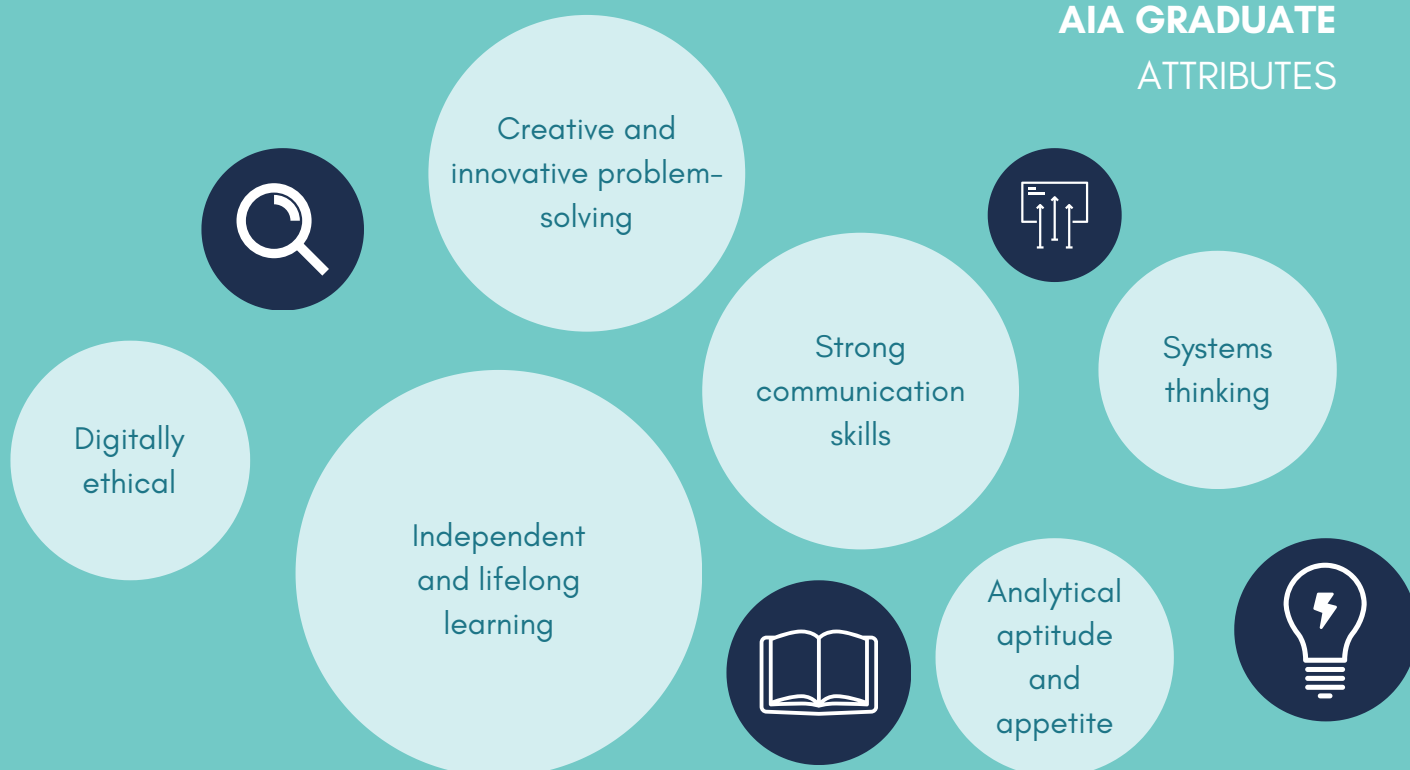 AIA GRADUATE
ATTRIBUTES
Creative and
innovative problem-
solving
Strong
communication
skills
Systems
thinking
Digitally
ethical
Independent
and lifelong
learning
Analytical
aptitude
and
appetite